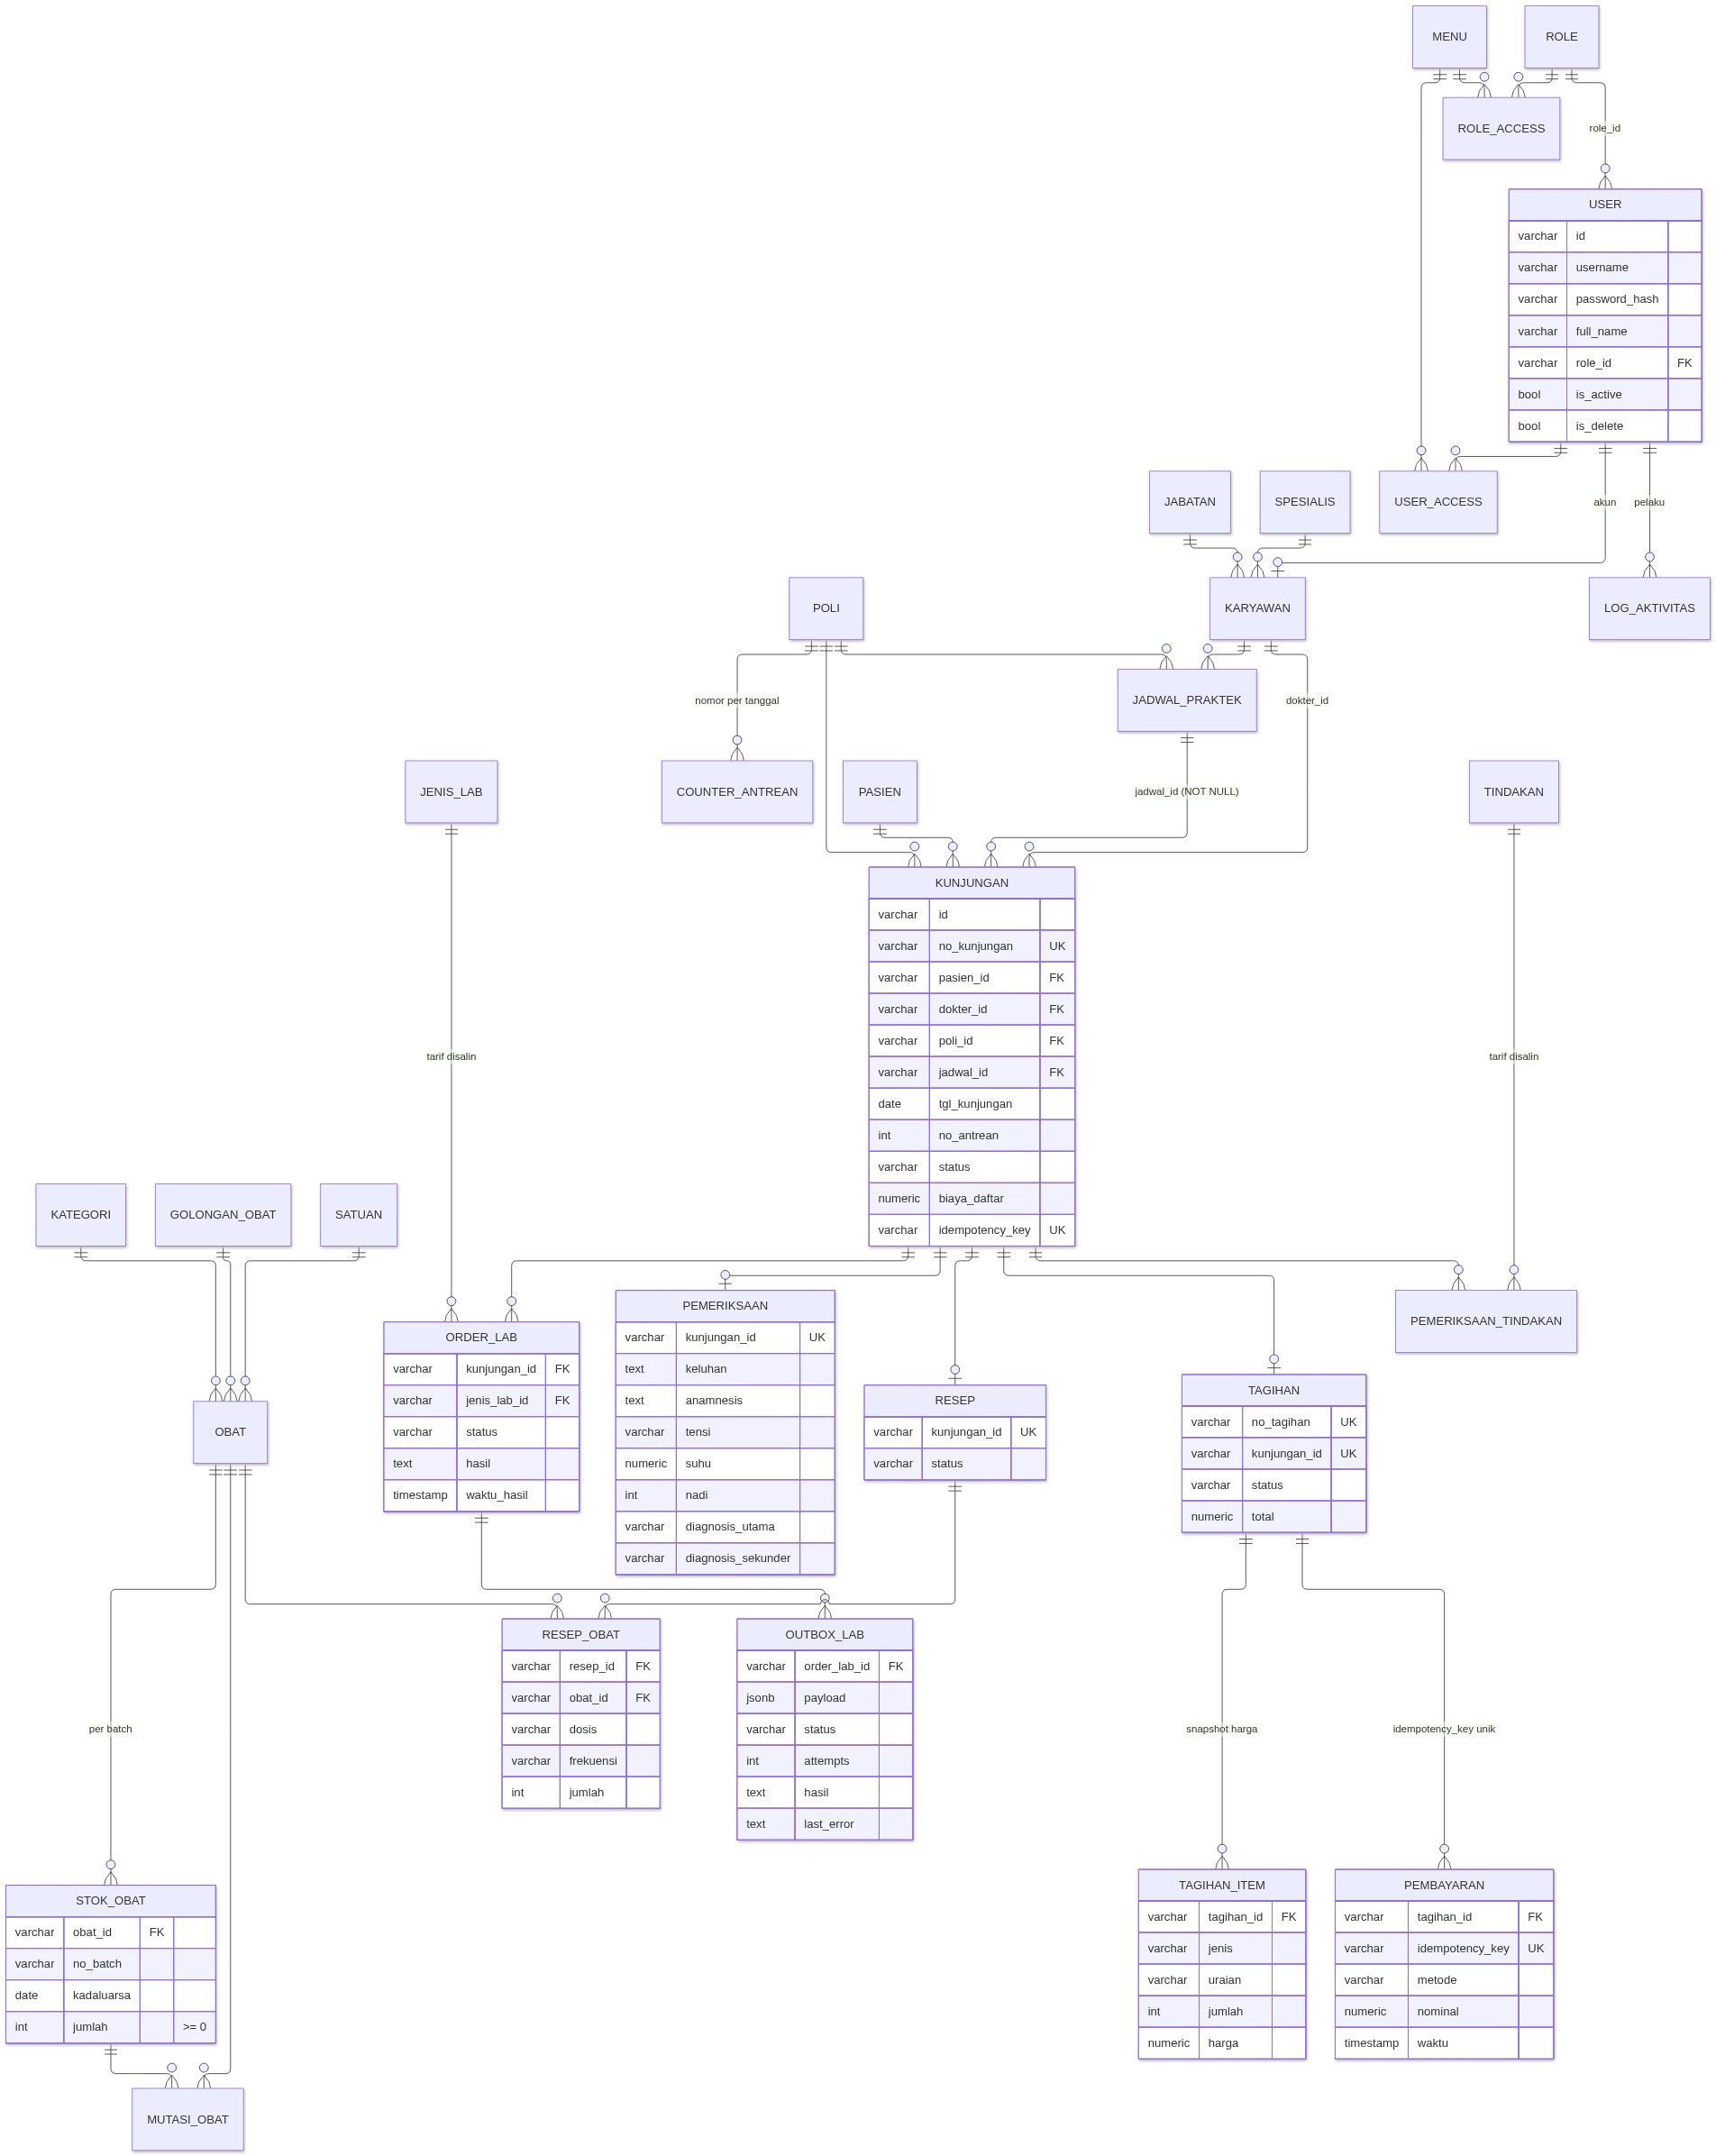 MENU
ROLE
ROLE_ACCESS
role_id
USER
varchar id
varchar username
varchar password_hash
varchar full_name
varchar role_id FK
bool is_active
bool is_delete
JABATAN
SPESIALIS
USER_ACCESS
akun
pelaku
POLI
KARYAWAN
LOG_AKTIVITAS
nomor per tanggal
JADWAL_PRAKTEK
dokter_id
JENIS_LAB
COUNTER_ANTREAN
PASIEN
jadwal_id (NOT NULL)
TINDAKAN
KUNJUNGAN
varchar id
varchar no_kunjungan UK
varchar pasien_id FK
varchar dokter_id FK
varchar poli_id FK
varchar jadwal_id FK
date tgl_kunjungan
int no_antrean
varchar status
numeric biaya_daftar
varchar idempotency_key UK
tarif disalin
tarif disalin
KATEGORI
GOLONGAN_OBAT
SATUAN
OBAT
ORDER_LAB
varchar kunjungan_id FK
varchar jenis_lab_id FK
varchar status
text hasil
timestamp waktu_hasil
PEMERIKSAAN
varchar kunjungan_id UK
text keluhan
text anamnesis
varchar tensi
numeric suhu
int nadi
varchar diagnosis_utama
varchar diagnosis_sekunder
RESEP
varchar kunjungan_id UK
varchar status
TAGIHAN
varchar no_tagihan UK
varchar kunjungan_id UK
varchar status
numeric total
PEMERIKSAAN_TINDAKAN
per batch
RESEP_OBAT
varchar resep_id FK
varchar obat_id FK
varchar dosis
varchar frekuensi
int jumlah
OUTBOX_LAB
varchar order_lab_id FK
jsonb payload
varchar status
int attempts
text hasil
text last_error
snapshot harga
idempotency_key unik
STOK_OBAT
varchar obat_id FK
varchar no_batch
date kadaluarsa
int jumlah >= 0
TAGIHAN_ITEM
varchar tagihan_id FK
varchar jenis
varchar uraian
int jumlah
numeric harga
PEMBAYARAN
varchar tagihan_id FK
varchar idempotency_key UK
varchar metode
numeric nominal
timestamp waktu
MUTASI_OBAT